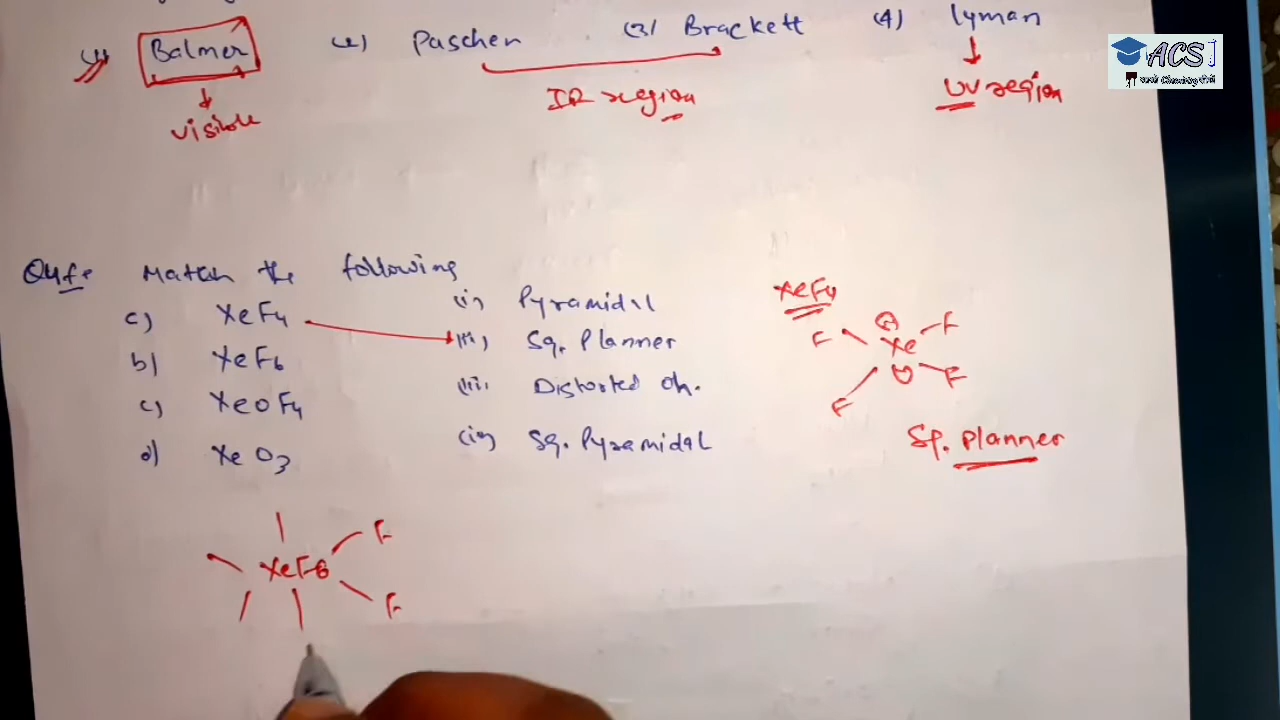 (1) Balmer (2) Paschen (3) Brackett (4) lyman
visible IR region UV region
ACS
Match the following
XeF4 (i) Pyramidal
(ii) Sq. Planner
b) XeF6 (iii) Distorted Oh.
c) XeOF4
d) XeO3 (iv) Sq. Pyramidal
XeF4
F Xe F
F F
Sq. planner
XeF6 F
F